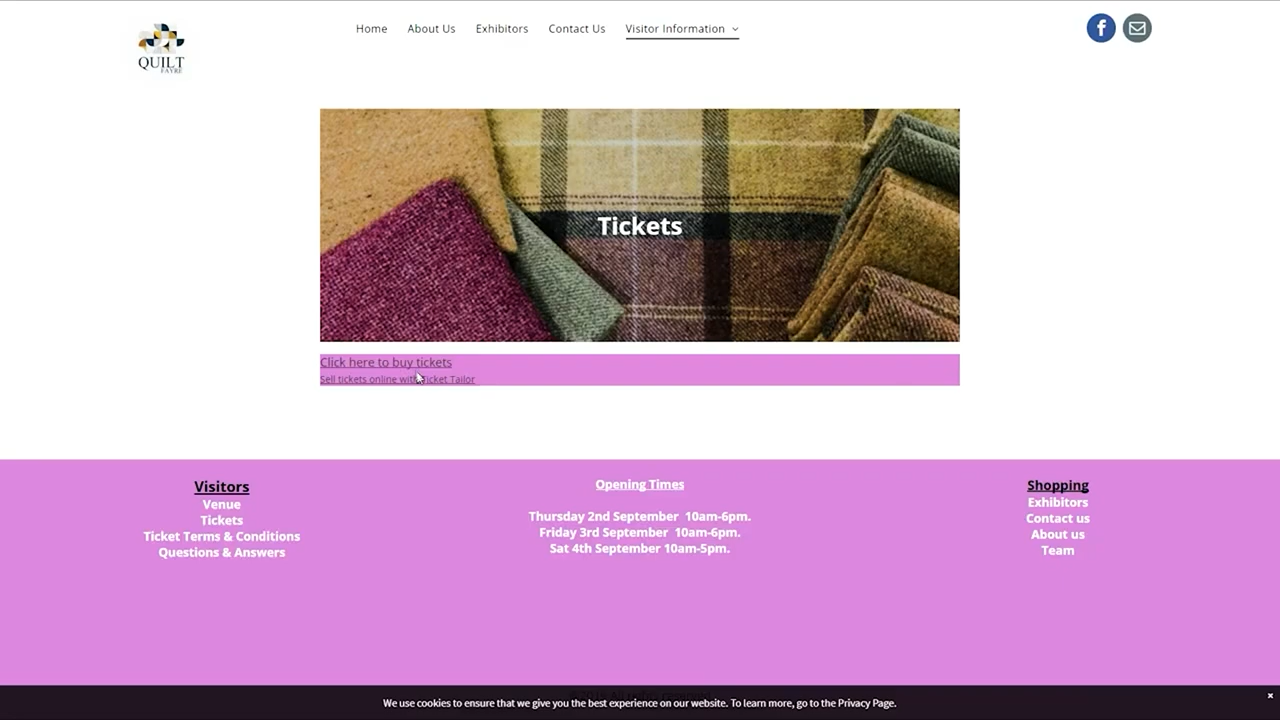 Home About Us Exhibitors Contact Us Visitor Information
QUILT
FAYRE
Tickets
Click here to buy tickets
Sell tickets online with Ticket Tailor
Visitors
Venue
Tickets
Ticket Terms & Conditions
Questions & Answers
Opening Times
Thursday 2nd September 10am-6pm.
Friday 3rd September 10am-6pm.
Sat 4th September 10am-5pm.
Shopping
Exhibitors
Contact us
About us
Team
We use cookies to ensure that we give you the best experience on our website. To learn more, go to the Privacy Page.